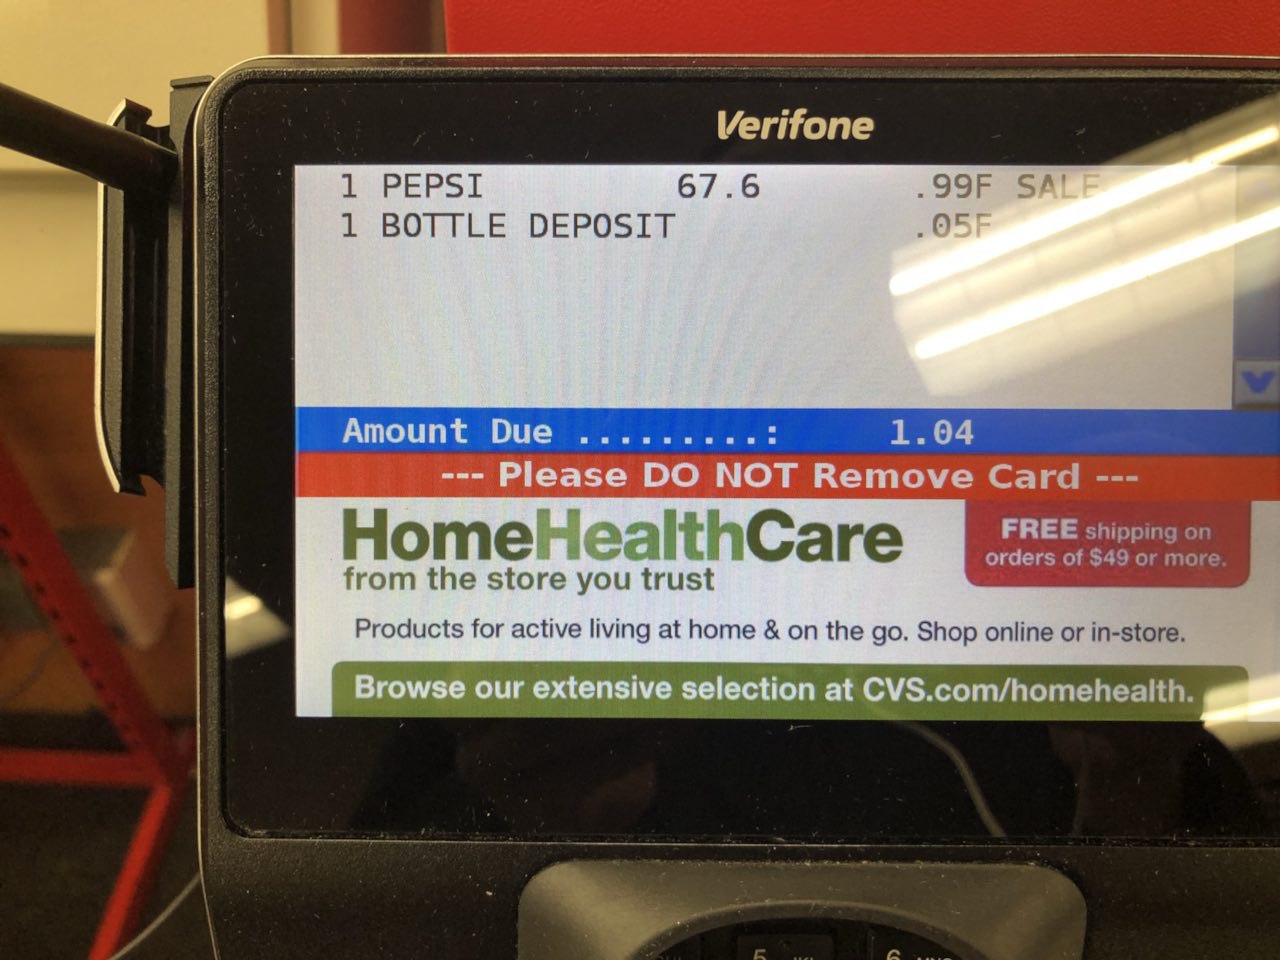 Verifone
1 PEPSI 67.6 .99F SALE
1 BOTTLE DEPOSIT .05F
Amount Due .........: 1.04
--- Please DO NOT Remove Card ---
HomeHealthCare
from the store you trust
FREE shipping on
orders of $49 or more.
Products for active living at home & on the go. Shop online or in-store.
Browse our extensive selection at CVS.com/homehealth.
5 6